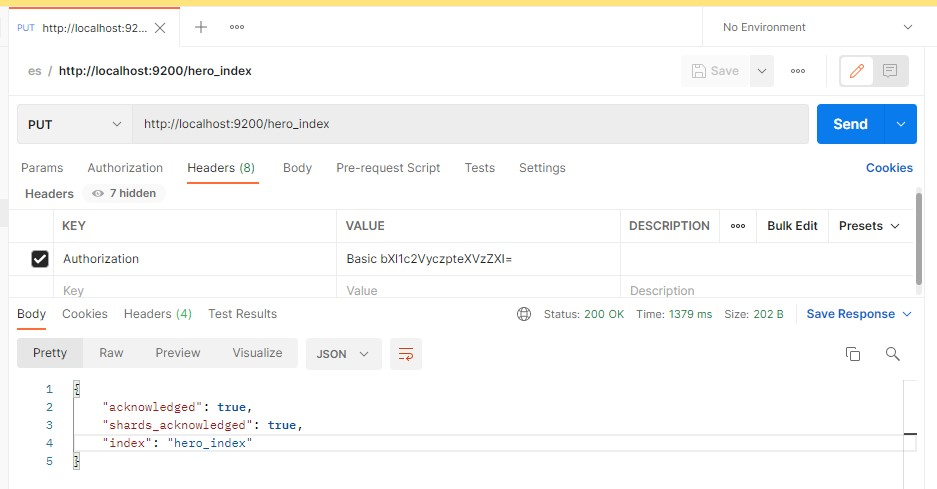 PUT http://localhost:92...
No Environment
es / http://localhost:9200/hero_index
Save
PUT http://localhost:9200/hero_index Send
Params Authorization Headers (8) Body Pre-request Script Tests Settings Cookies
Headers 7 hidden
KEY VALUE DESCRIPTION Bulk Edit Presets
Authorization Basic bXl1c2VyczpteXVzZXI=
Key Value Description
Body Cookies Headers (4) Test Results Status: 200 OK Time: 1379 ms Size: 202 B Save Response
Pretty Raw Preview Visualize JSON
1 {
2 "acknowledged": true,
3 "shards_acknowledged": true,
4 "index": "hero_index"
5 }